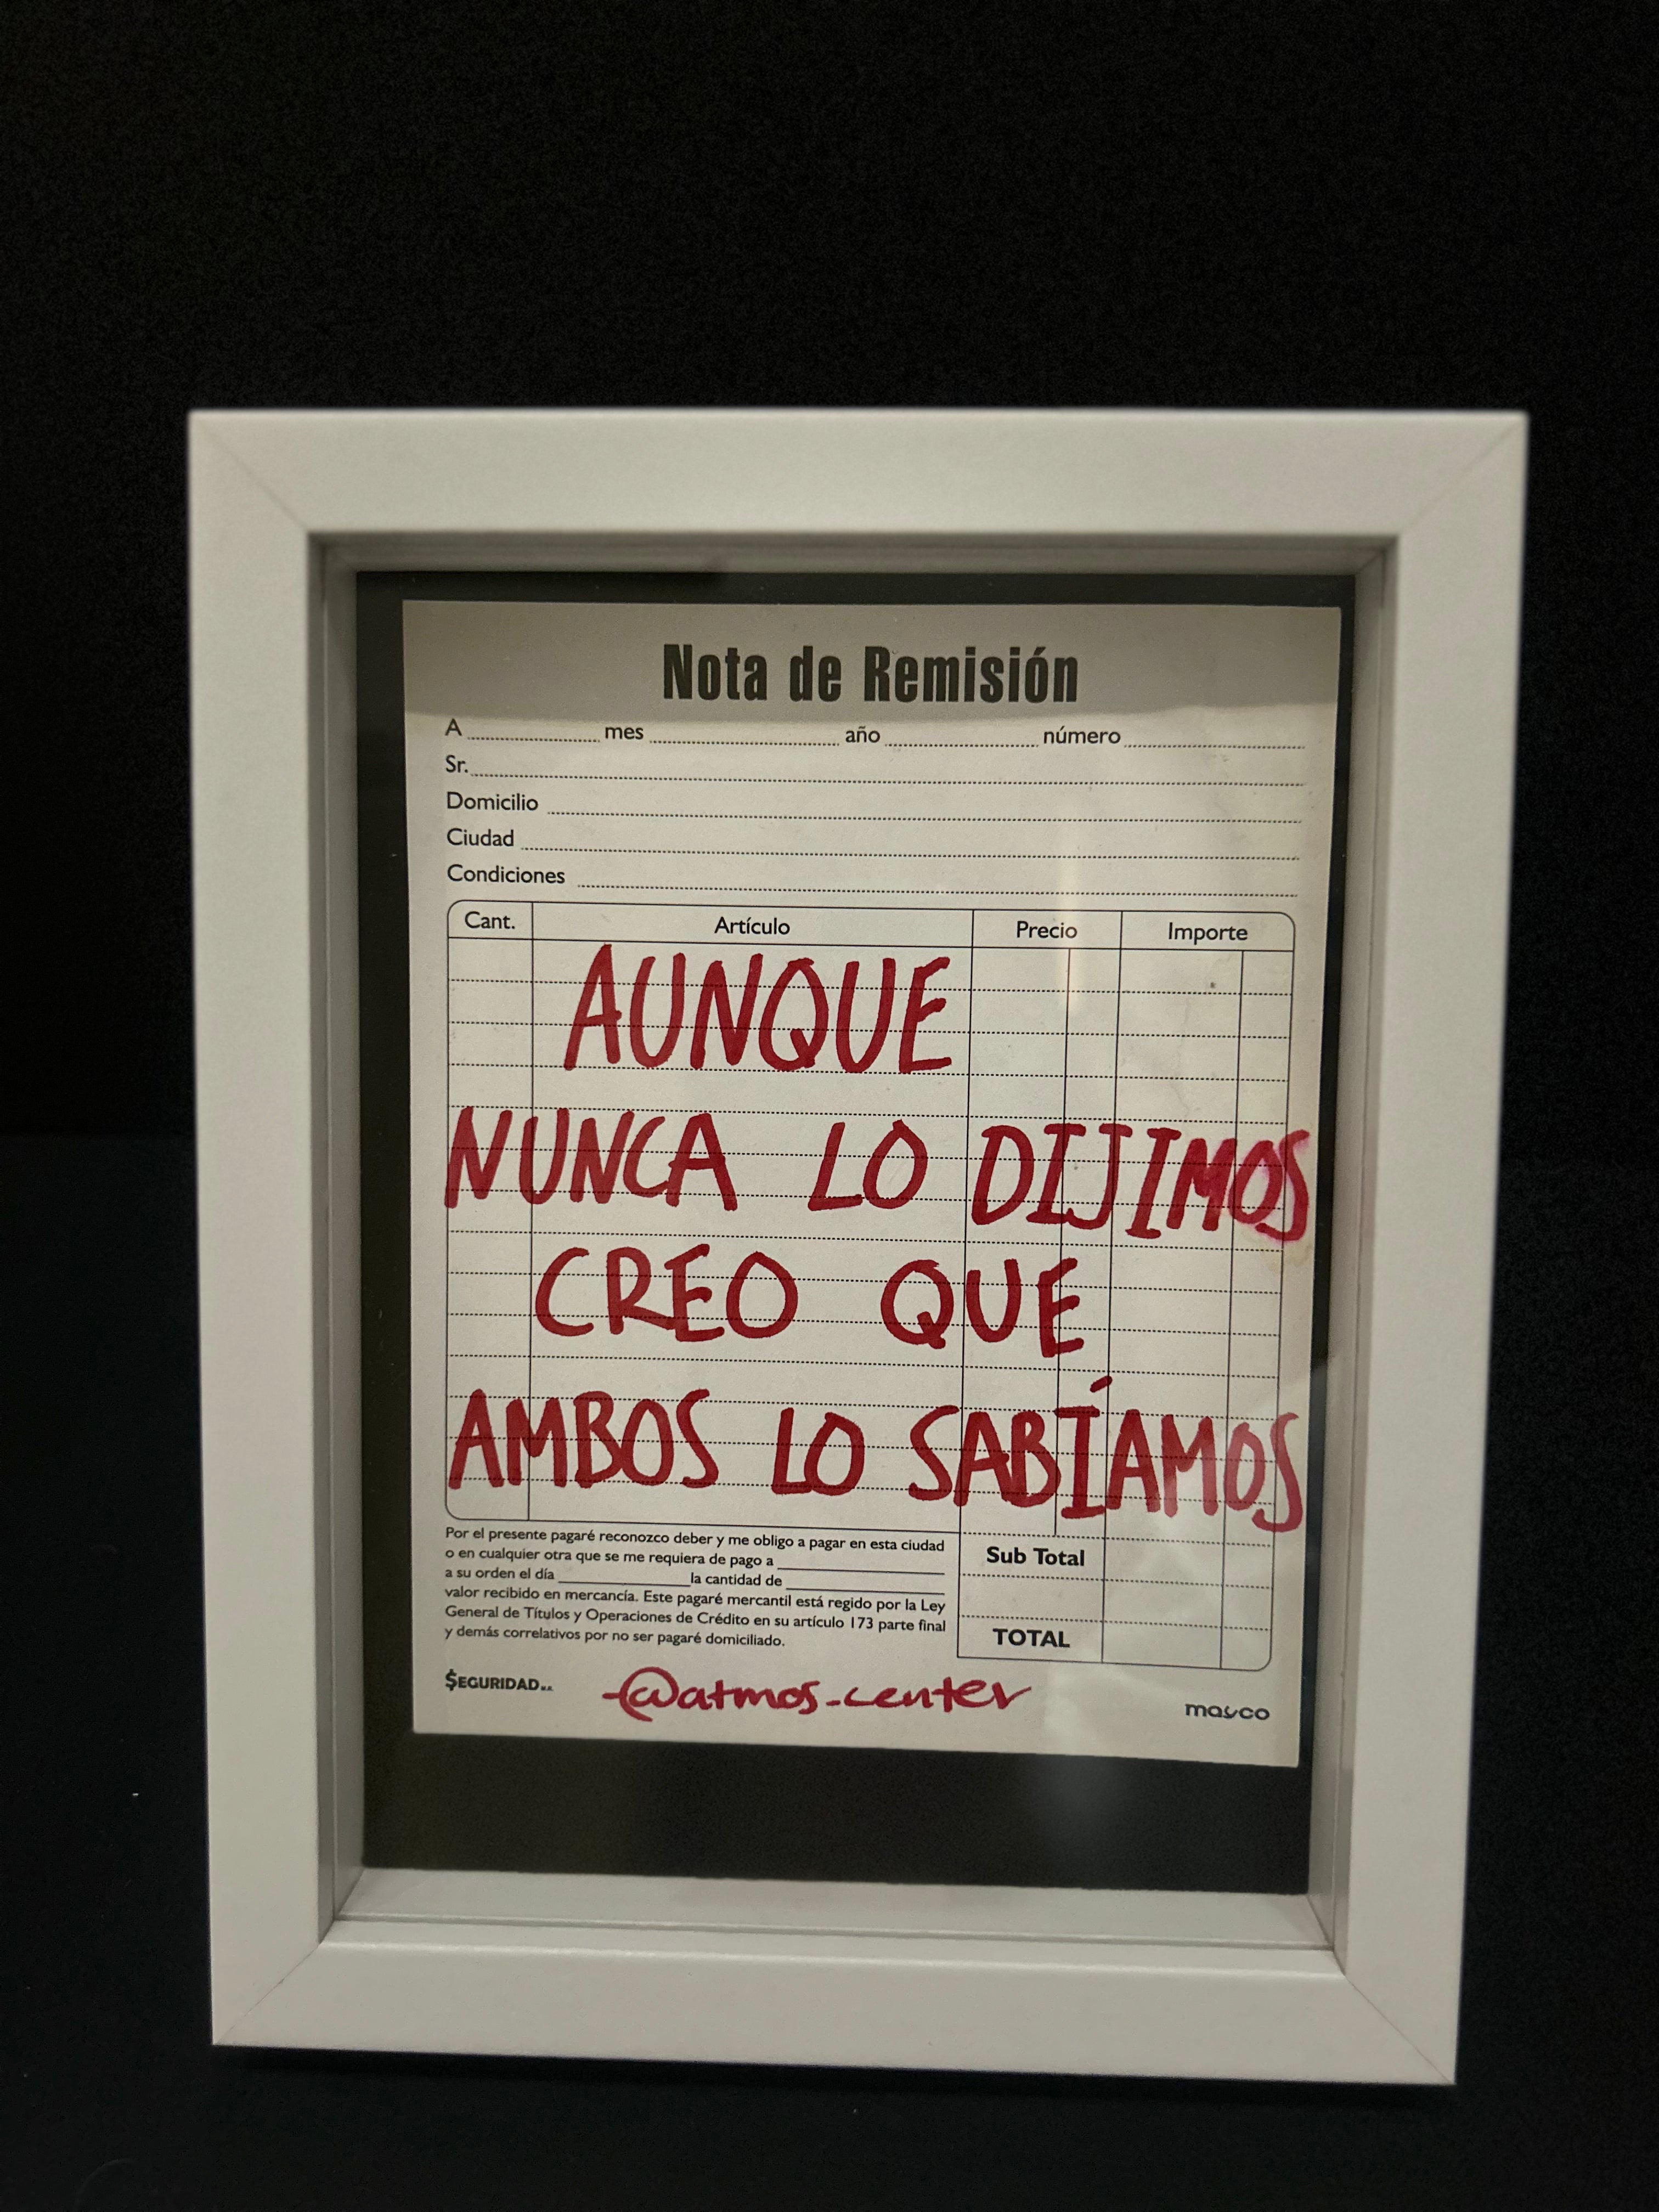 Nota de Remisión
A mes año número
Sr.
Domicilio
Ciudad
Condiciones
Cant. Artículo Precio Importe
AUNQUE
NUNCA LO DIJIMOS
CREO QUE
AMBOS LO SABÍAMOS
Por el presente pagaré reconozco deber y me obligo a pagar en esta ciudad
o en cualquier otra que se me requiera de pago a
a su orden el día la cantidad de
valor recibido en mercancía. Este pagaré mercantil está regido por la Ley
General de Títulos y Operaciones de Crédito en su artículo 173 parte final
y demás correlativos por no ser pagaré domiciliado.
Sub Total
TOTAL
$EGURIDAD @atmos_center mayco